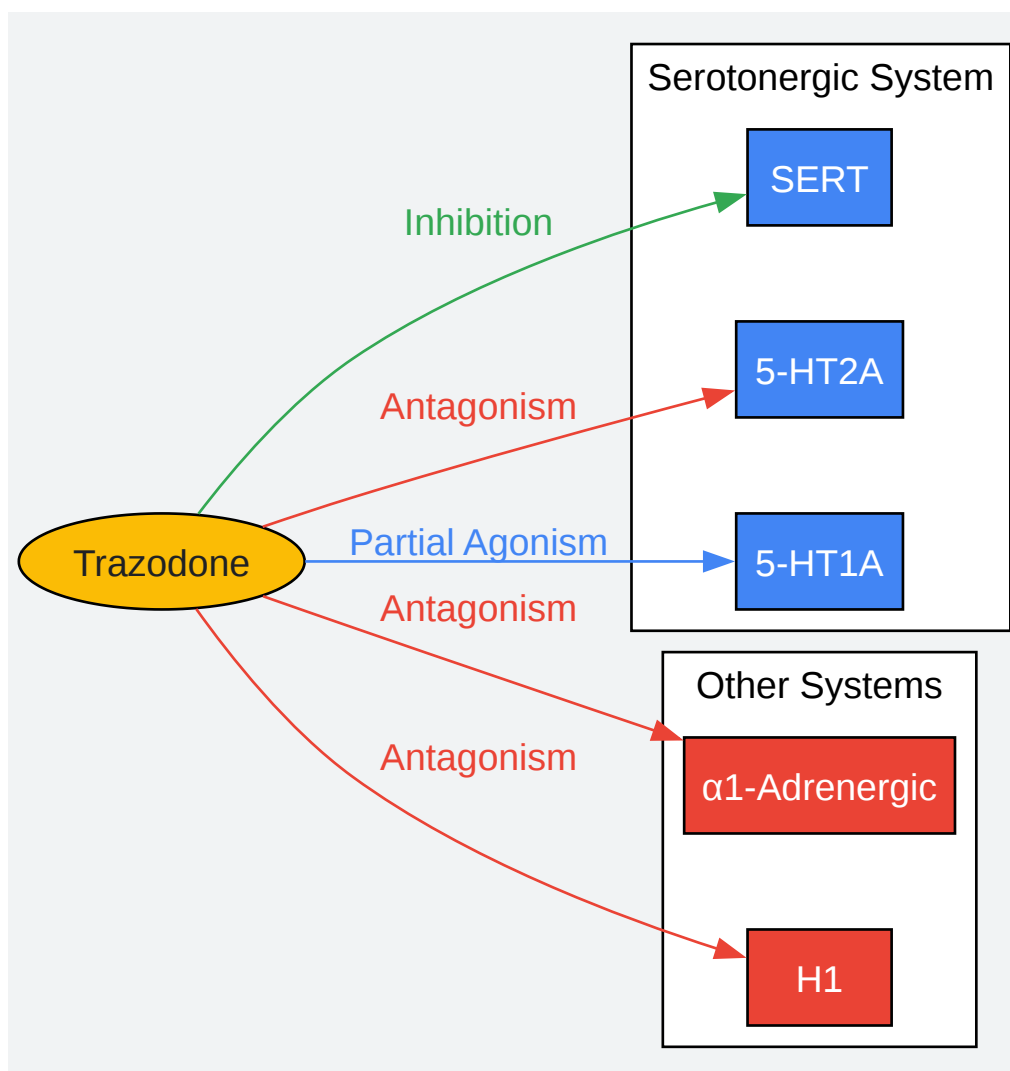 Serotonergic System
SERT
Inhibition
5-HT2A
Antagonism
Trazodone
Partial Agonism
5-HT1A
Antagonism
Other Systems
Antagonism
α1-Adrenergic
H1